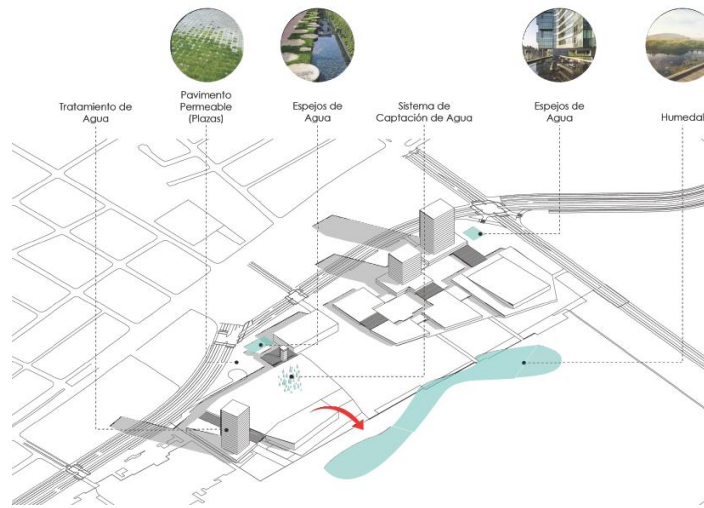 Tratamiento de
Agua
Pavimento
Permeable
(Plazas)
Espejos de
Agua
Sistema de
Captación de Agua
Espejos de
Agua
Humedal